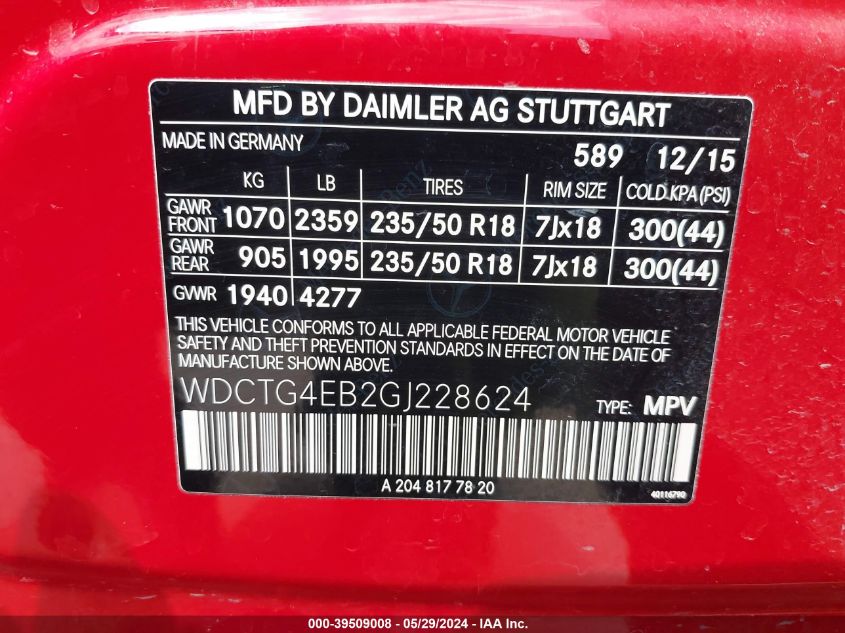 MFD BY DAIMLER AG STUTTGART
MADE IN GERMANY 589 12/15
KG LB TIRES RIM SIZE COLD.KPA(PSI)
GAWR FRONT 1070 2359 235/50 R18 7Jx18 300(44)
GAWR REAR 905 1995 235/50 R18 7Jx18 300(44)
GVWR 1940 4277
THIS VEHICLE CONFORMS TO ALL APPLICABLE FEDERAL MOTOR VEHICLE
SAFETY AND THEFT PREVENTION STANDARDS IN EFFECT ON THE DATE OF
MANUFACTURE SHOWN ABOVE.
WDCTG4EB2GJ228624 TYPE: MPV
A 204 817 78 20
40116790
000-39509008 - 05/29/2024 - IAA Inc.